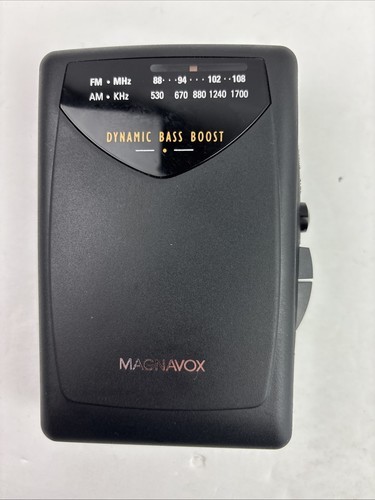 FM • MHz 88 • • • 94 • • • • 102 • • 108
AM • KHz 530 670 880 1240 1700
DYNAMIC BASS BOOST
MAGNAVOX